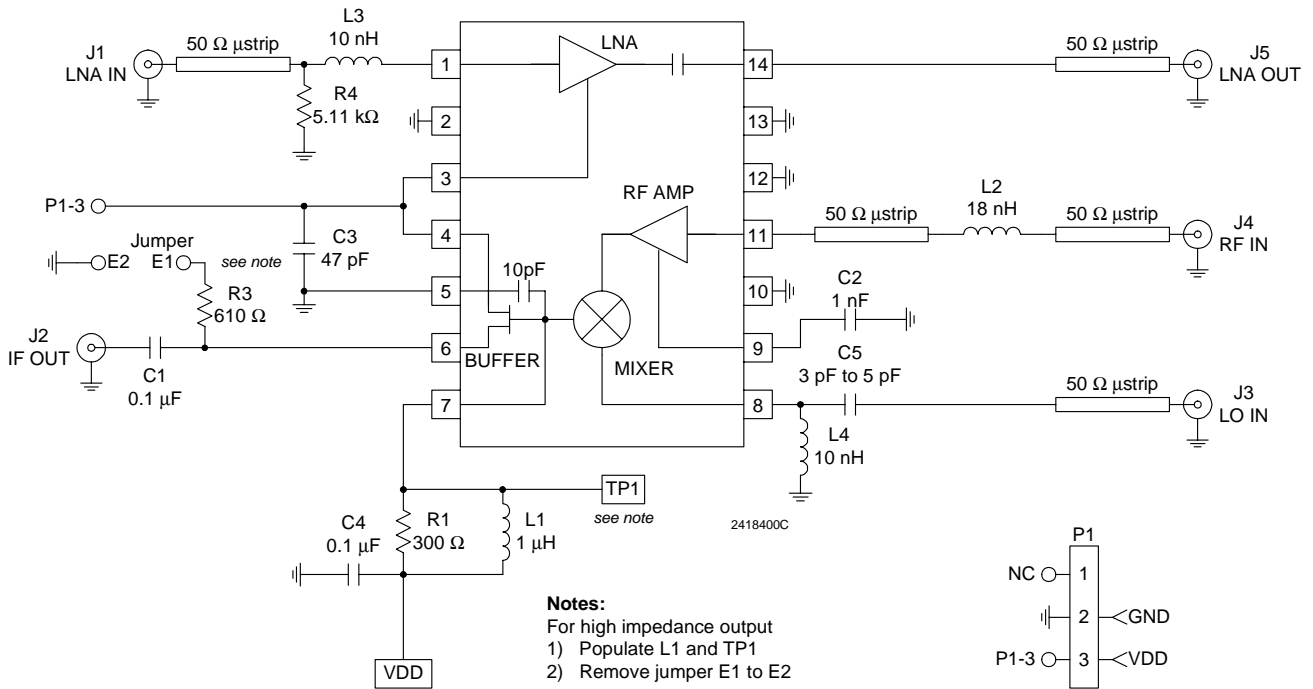 J1
LNA IN
50 Ω µstrip
L3
10 nH
R4
5.11 kΩ
1
2
3
4
5
6
7
LNA
14
13
12
11
10
9
8
50 Ω µstrip
J5
LNA OUT
P1-3
C3
47 pF
Jumper
E2
E1
see note
R3
610 Ω
J2
IF OUT
C1
0.1 µF
10pF
BUFFER
RF AMP
MIXER
50 Ω µstrip
L2
18 nH
50 Ω µstrip
J4
RF IN
C2
1 nF
C5
3 pF to 5 pF
50 Ω µstrip
J3
LO IN
L4
10 nH
TP1
see note
2418400C
C4
0.1 µF
R1
300 Ω
L1
1 µH
VDD
Notes:
For high impedance output
1) Populate L1 and TP1
2) Remove jumper E1 to E2
P1
NC
1
2
GND
P1-3
3
VDD